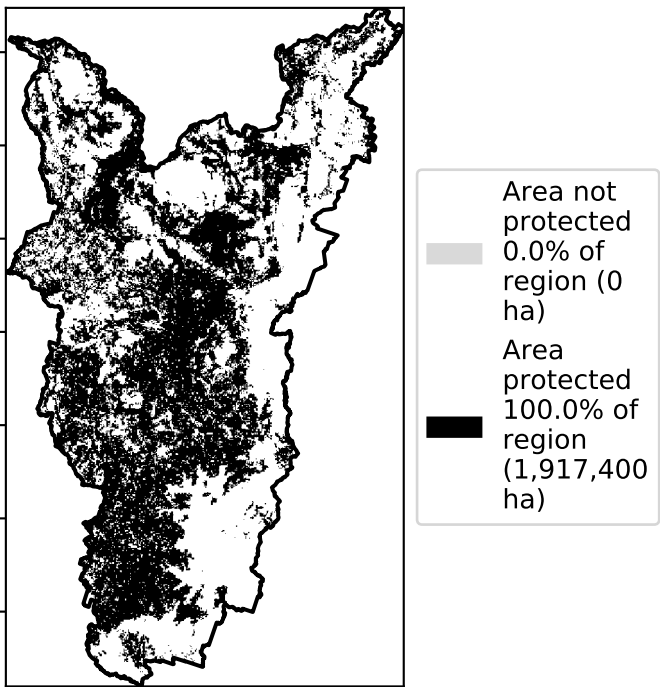 Area not
protected
0.0% of
region (0
ha)
Area
protected
100.0% of
region
(1,917,400
ha)